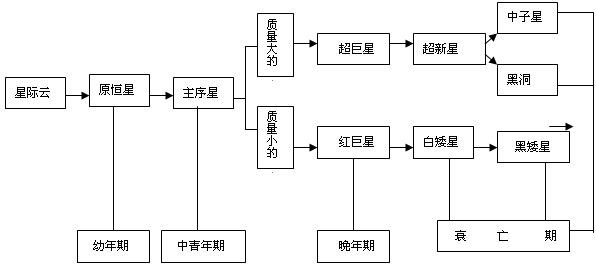 中子星
质量大的
超巨星
超新星
黑洞
星际云
原恒星
主序星
质量小的
红巨星
白矮星
黑矮星
幼年期
中青年期
晚年期
衰亡期